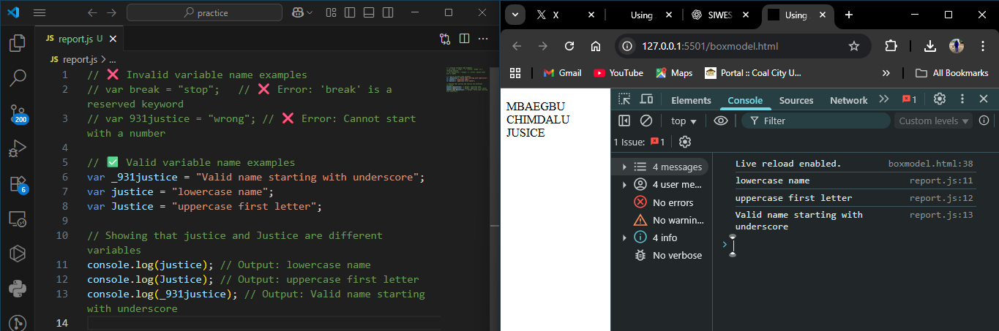 practice
JS report.js U
JS report.js > ...
1 // ❌ Invalid variable name examples
2 // var break = "stop";   // ❌ Error: 'break' is a
reserved keyword
3 // var 931justice = "wrong"; // ❌ Error: Cannot start
with a number
4
5 // ✅ Valid variable name examples
6 var _931justice = "Valid name starting with underscore";
7 var justice = "lowercase name";
8 var Justice = "uppercase first letter";
9
10 // Showing that justice and Justice are different
variables
11 console.log(justice); // Output: lowercase name
12 console.log(Justice); // Output: uppercase first letter
13 console.log(_931justice); // Output: Valid name starting
with underscore
14
200
6
X
Using
SIWES
Using
127.0.0.1:5501/boxmodel.html
Gmail
YouTube
Maps
Portal :: Coal City U...
»
All Bookmarks
MBAEGBU
CHIMDALU
JUSICE
Elements
Console
Sources
Network
»
1
top
Filter
Custom levels
1 Issue: 1
4 messages
4 user me...
No errors
No warnin...
4 info
No verbose
Live reload enabled. boxmodel.html:38
lowercase name report.js:11
uppercase first letter report.js:12
Valid name starting with report.js:13
underscore
>